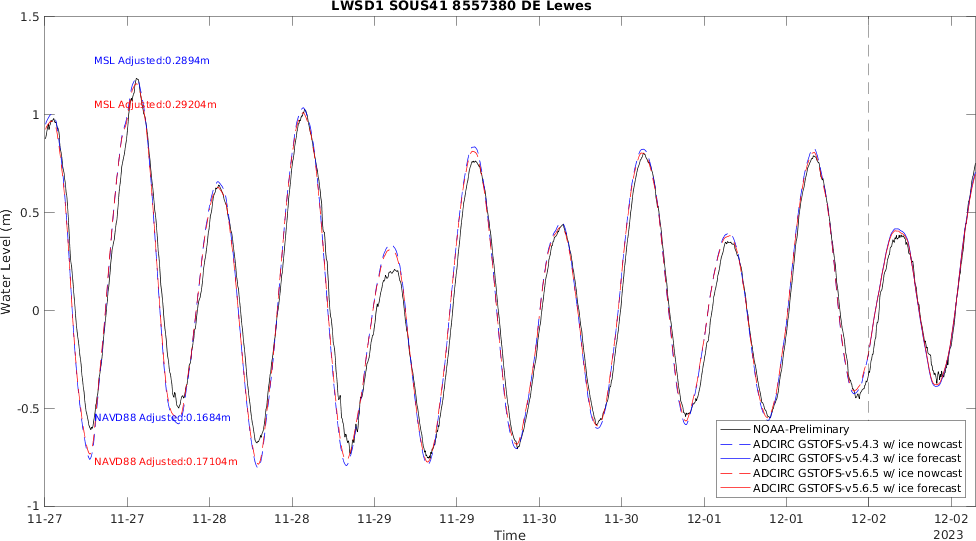 LWSD1 SOUS41 8557380 DE Lewes
1.5
MSL Adjusted:0.2894m
MSL Adjusted:0.29204m
1
0.5
Water Level (m)
0
-0.5
NAVD88 Adjusted:0.1684m
NAVD88 Adjusted:0.17104m
-1
NOAA-Preliminary
ADCIRC GSTOFS-v5.4.3 w/ ice nowcast
ADCIRC GSTOFS-v5.4.3 w/ ice forecast
ADCIRC GSTOFS-v5.6.5 w/ ice nowcast
ADCIRC GSTOFS-v5.6.5 w/ ice forecast
11-27 11-27 11-28 11-28 11-29 11-29 11-30 11-30 12-01 12-01 12-02 12-02
2023
Time